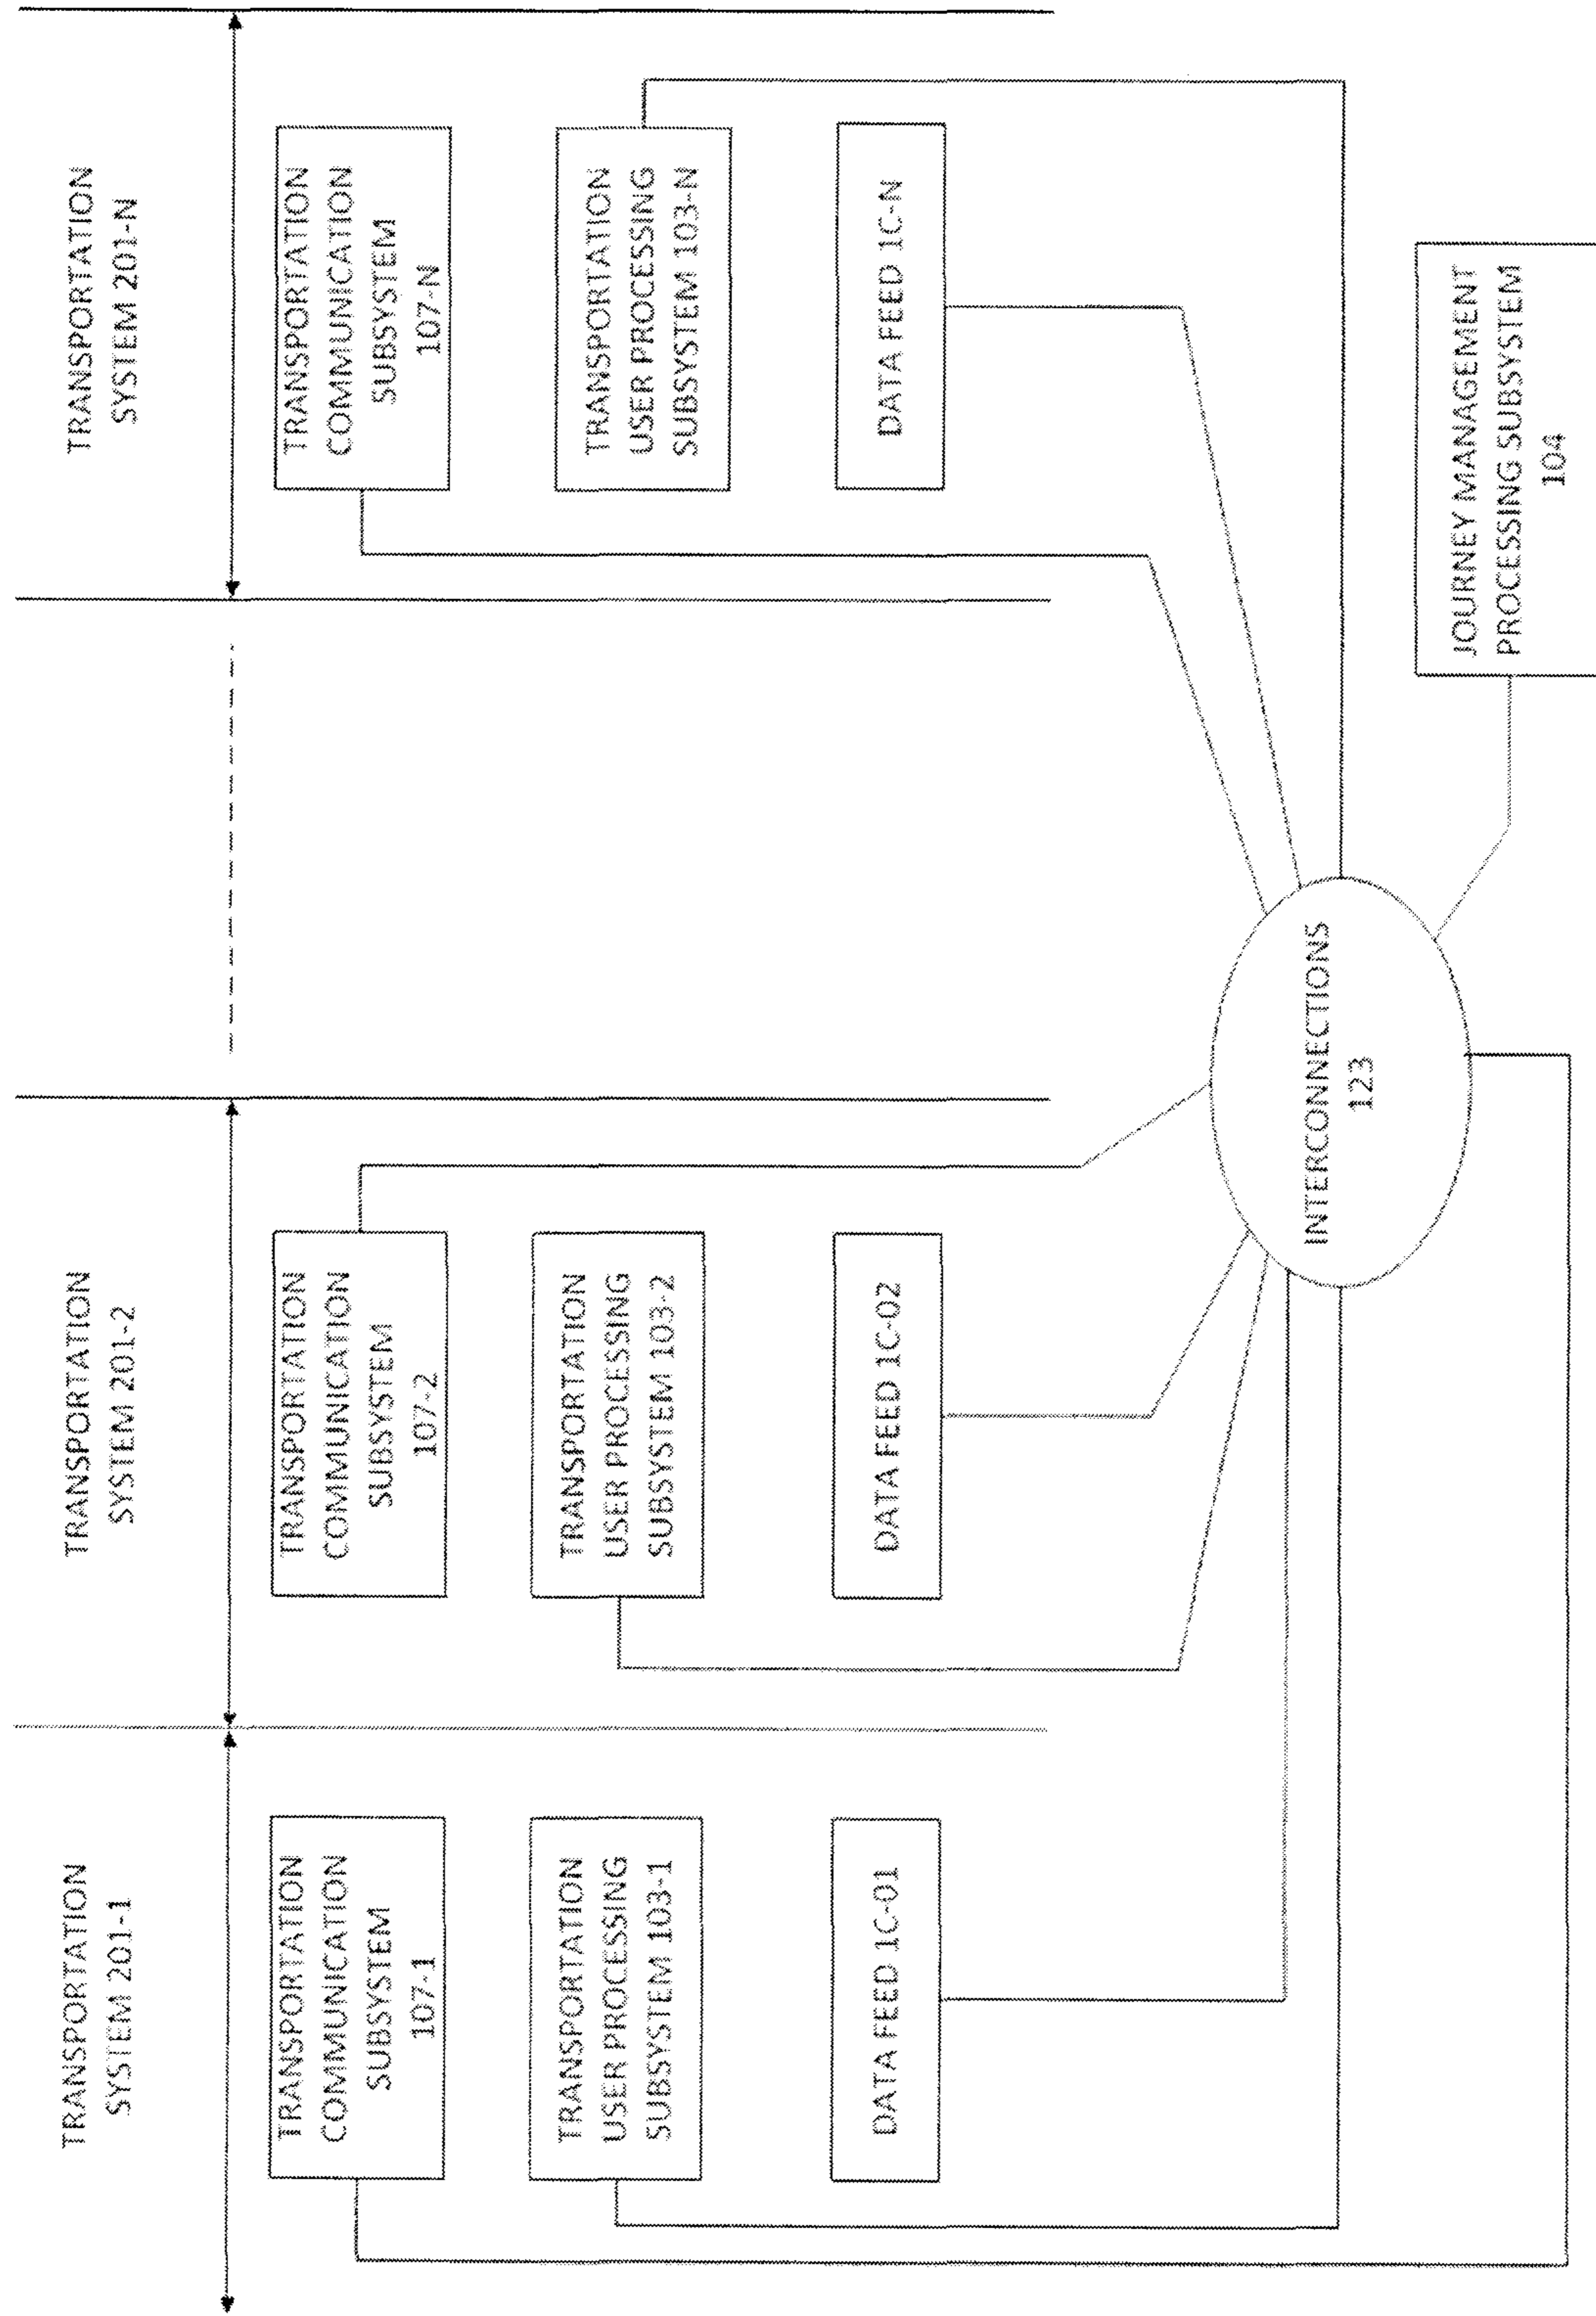 TRANSPORTATION
SYSTEM 201-1
TRANSPORTATION
COMMUNICATION
SUBSYSTEM
107-1
TRANSPORTATION
USER PROCESSING
SUBSYSTEM 103-1
DATA FEED 1C-01
TRANSPORTATION
SYSTEM 201-2
TRANSPORTATION
COMMUNICATION
SUBSYSTEM
107-2
TRANSPORTATION
USER PROCESSING
SUBSYSTEM 103-2
DATA FEED 1C-02
TRANSPORTATION
SYSTEM 201-N
TRANSPORTATION
COMMUNICATION
SUBSYSTEM
107-N
TRANSPORTATION
USER PROCESSING
SUBSYSTEM 103-N
DATA FEED 1C-N
INTERCONNECTIONS
123
JOURNEY MANAGEMENT
PROCESSING SUBSYSTEM
104